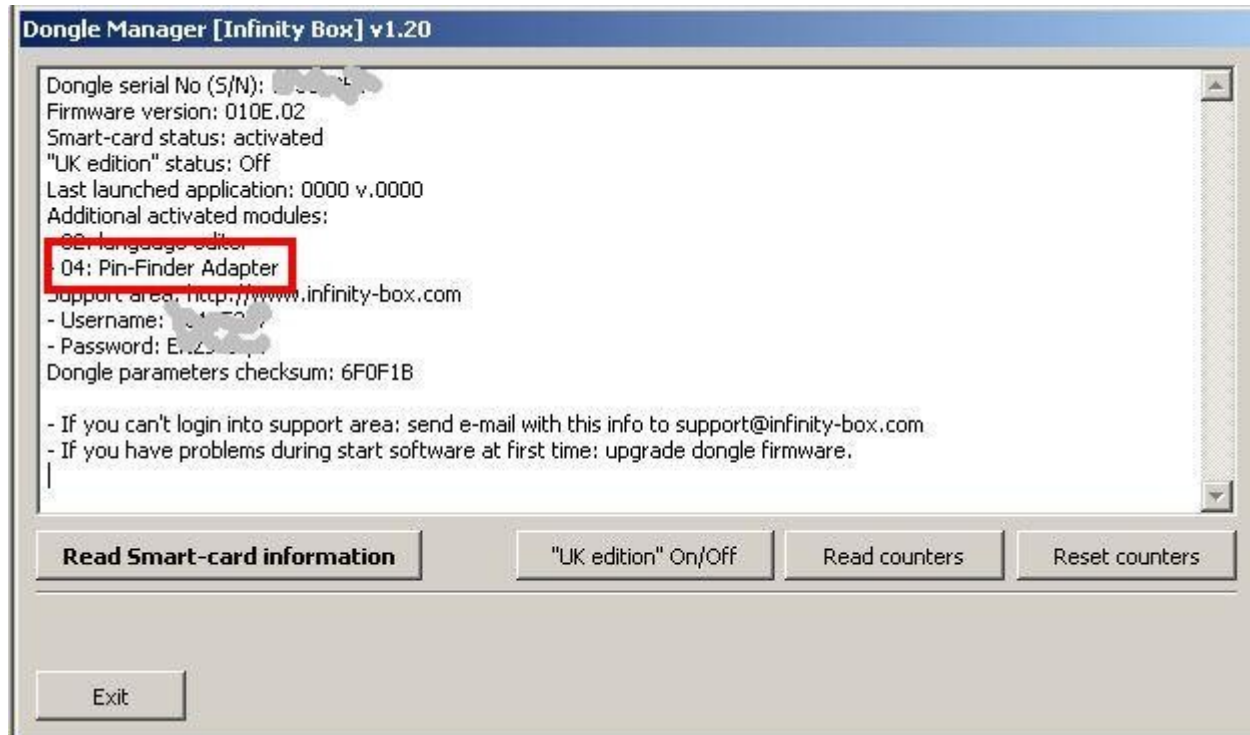 Dongle Manager [Infinity Box] v1.20
Dongle serial No (S/N):
Firmware version: 010E.02
Smart-card status: activated
"UK edition" status: Off
Last launched application: 0000 v.0000
Additional activated modules:
- 02: language editor
- 04: Pin-Finder Adapter
Support area: http://www.infinity-box.com
- Username:
- Password:
Dongle parameters checksum: 6F0F1B
- If you can't login into support area: send e-mail with this info to support@infinity-box.com
- If you have problems during start software at first time: upgrade dongle firmware.
Read Smart-card information
"UK edition" On/Off
Read counters
Reset counters
Exit